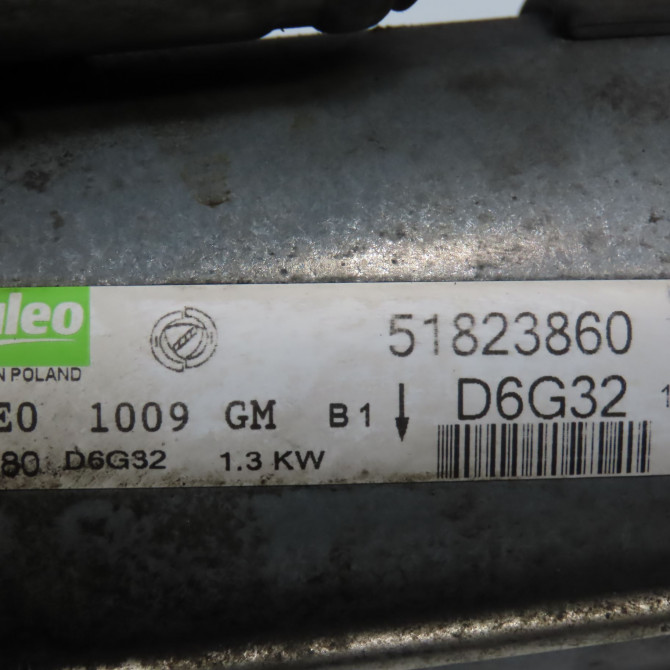 aleo
N POLAND
51823860
E0 1009 GM B1 D6G32
80 D6G32 1.3 KW